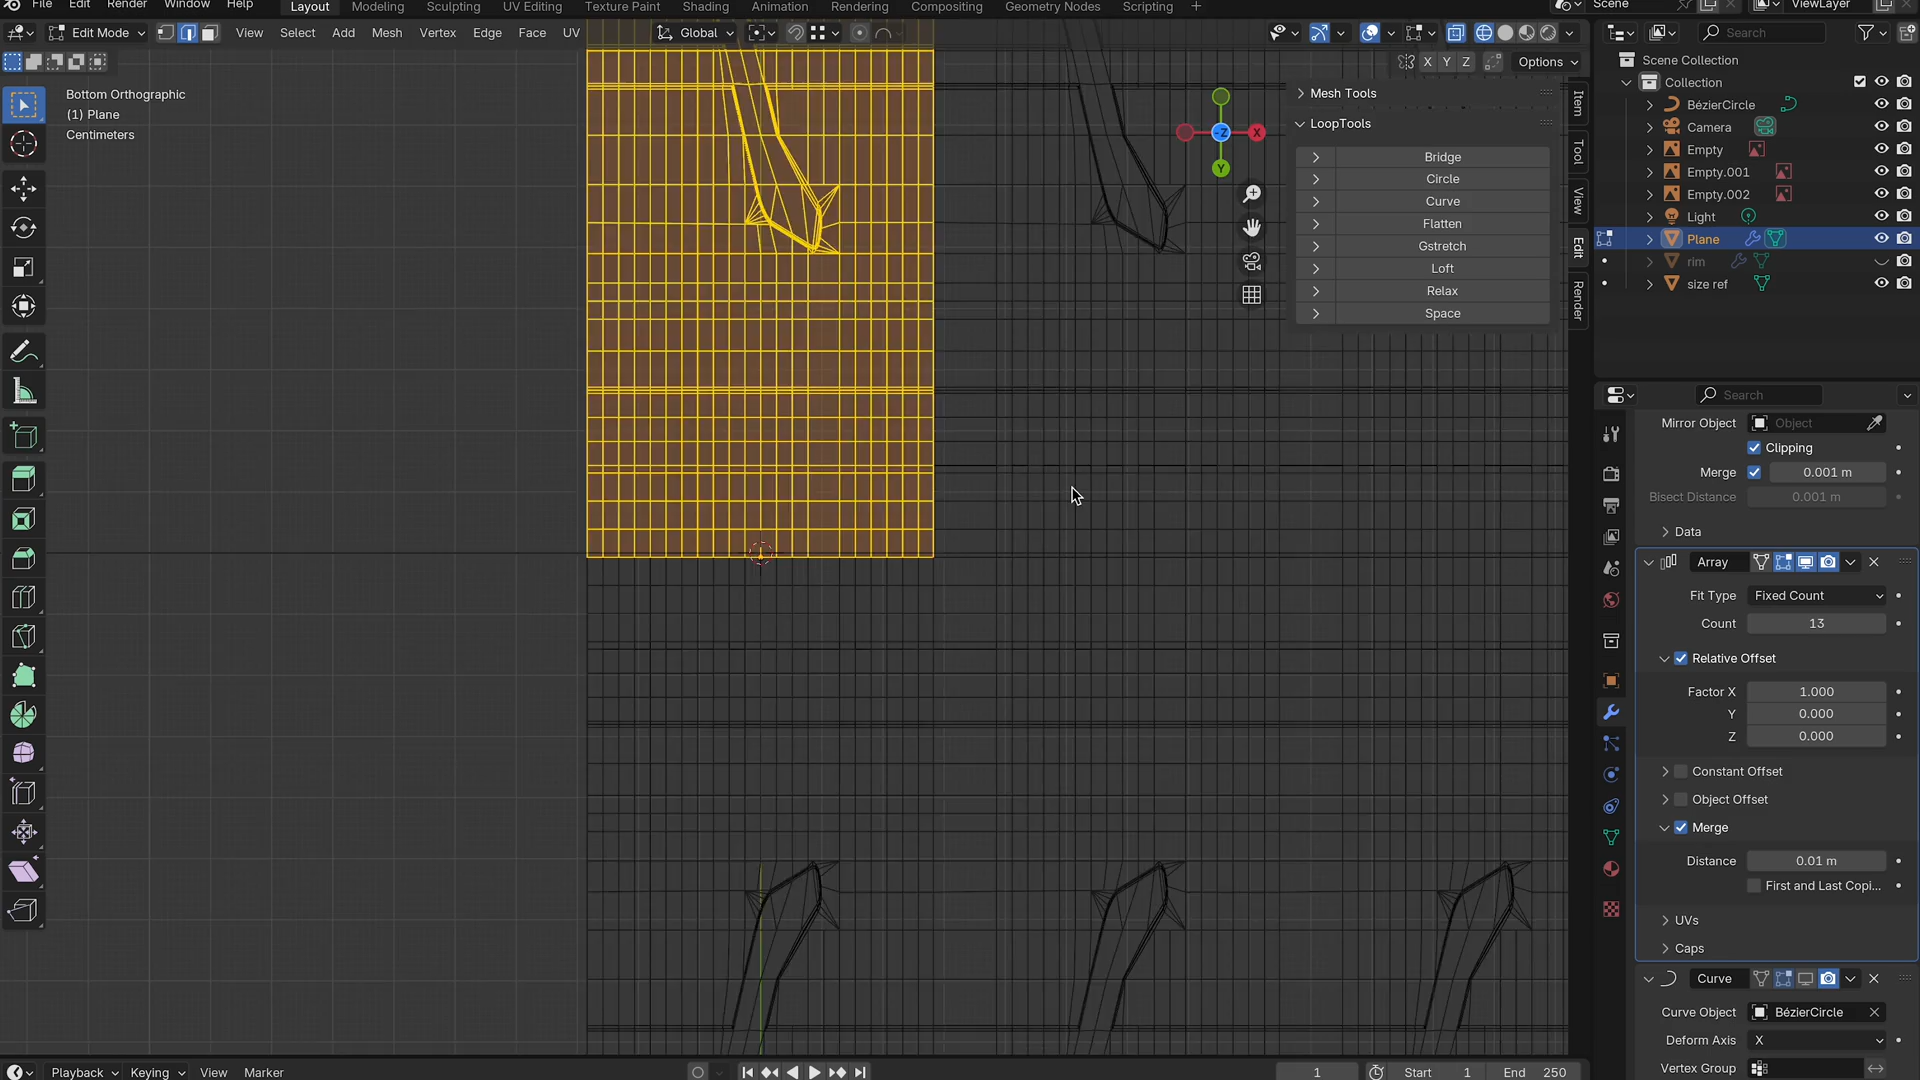 File Edit Render Window Help
Layout Modeling Sculpting UV Editing Texture Paint Shading Animation Rendering Compositing Geometry Nodes Scripting +
Scene
ViewLayer
Edit Mode View Select Add Mesh Vertex Edge Face UV
Global
Search
X Y Z
Options
Bottom Orthographic
(1) Plane
Centimeters
Mesh Tools
LoopTools
Bridge
Circle
Curve
Flatten
Gstretch
Loft
Relax
Space
-Z
X
Y
Item
Tool
View
Edit
Render
Scene Collection
Collection
BézierCircle
Camera
Empty
Empty.001
Empty.002
Light
Plane
rim
size ref
Search
Mirror Object Object
Clipping
Merge 0.001 m
Bisect Distance 0.001 m
Data
Array
Fit Type Fixed Count
Count 13
Relative Offset
Factor X 1.000
Y 0.000
Z 0.000
Constant Offset
Object Offset
Merge
Distance 0.01 m
First and Last Copi...
UVs
Caps
Curve
Curve Object BézierCircle
Deform Axis X
Vertex Group
Playback Keying View Marker
1 Start 1 End 250